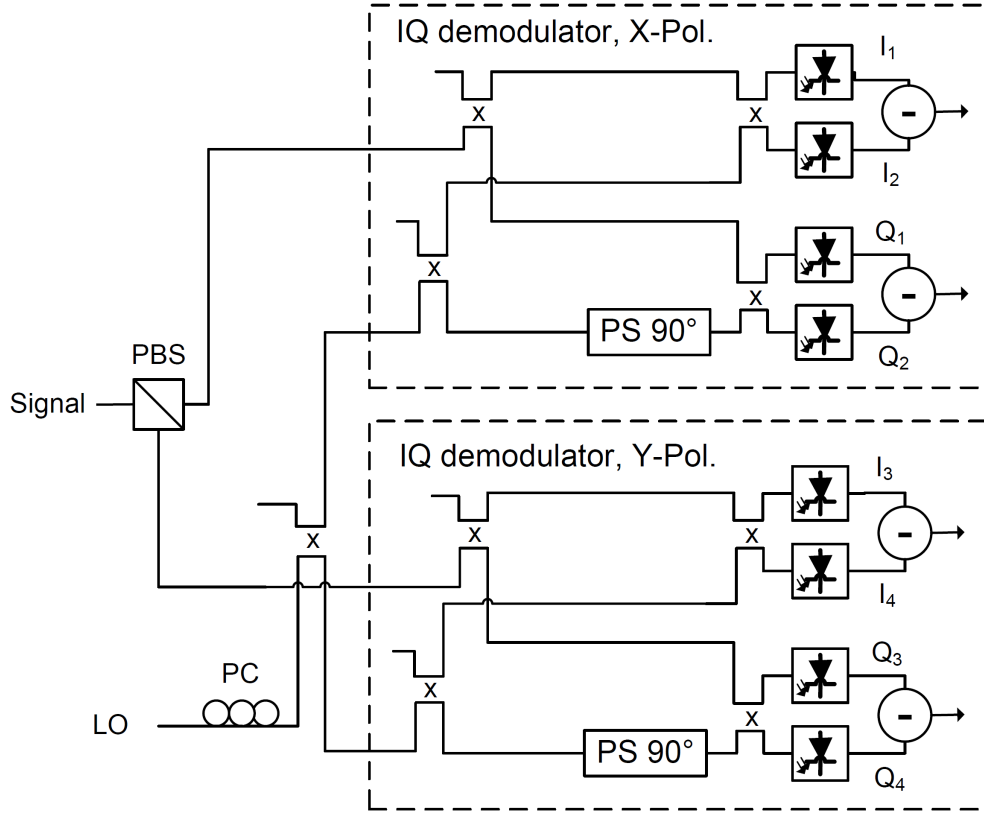 IQ demodulator, X-Pol.
I1
x
x
I2
Q1
x
x
PS 90°
Q2
PBS
Signal
IQ demodulator, Y-Pol.
I3
x
x
x
I4
PC
Q3
x
x
LO
PS 90°
Q4
-
-
-
-